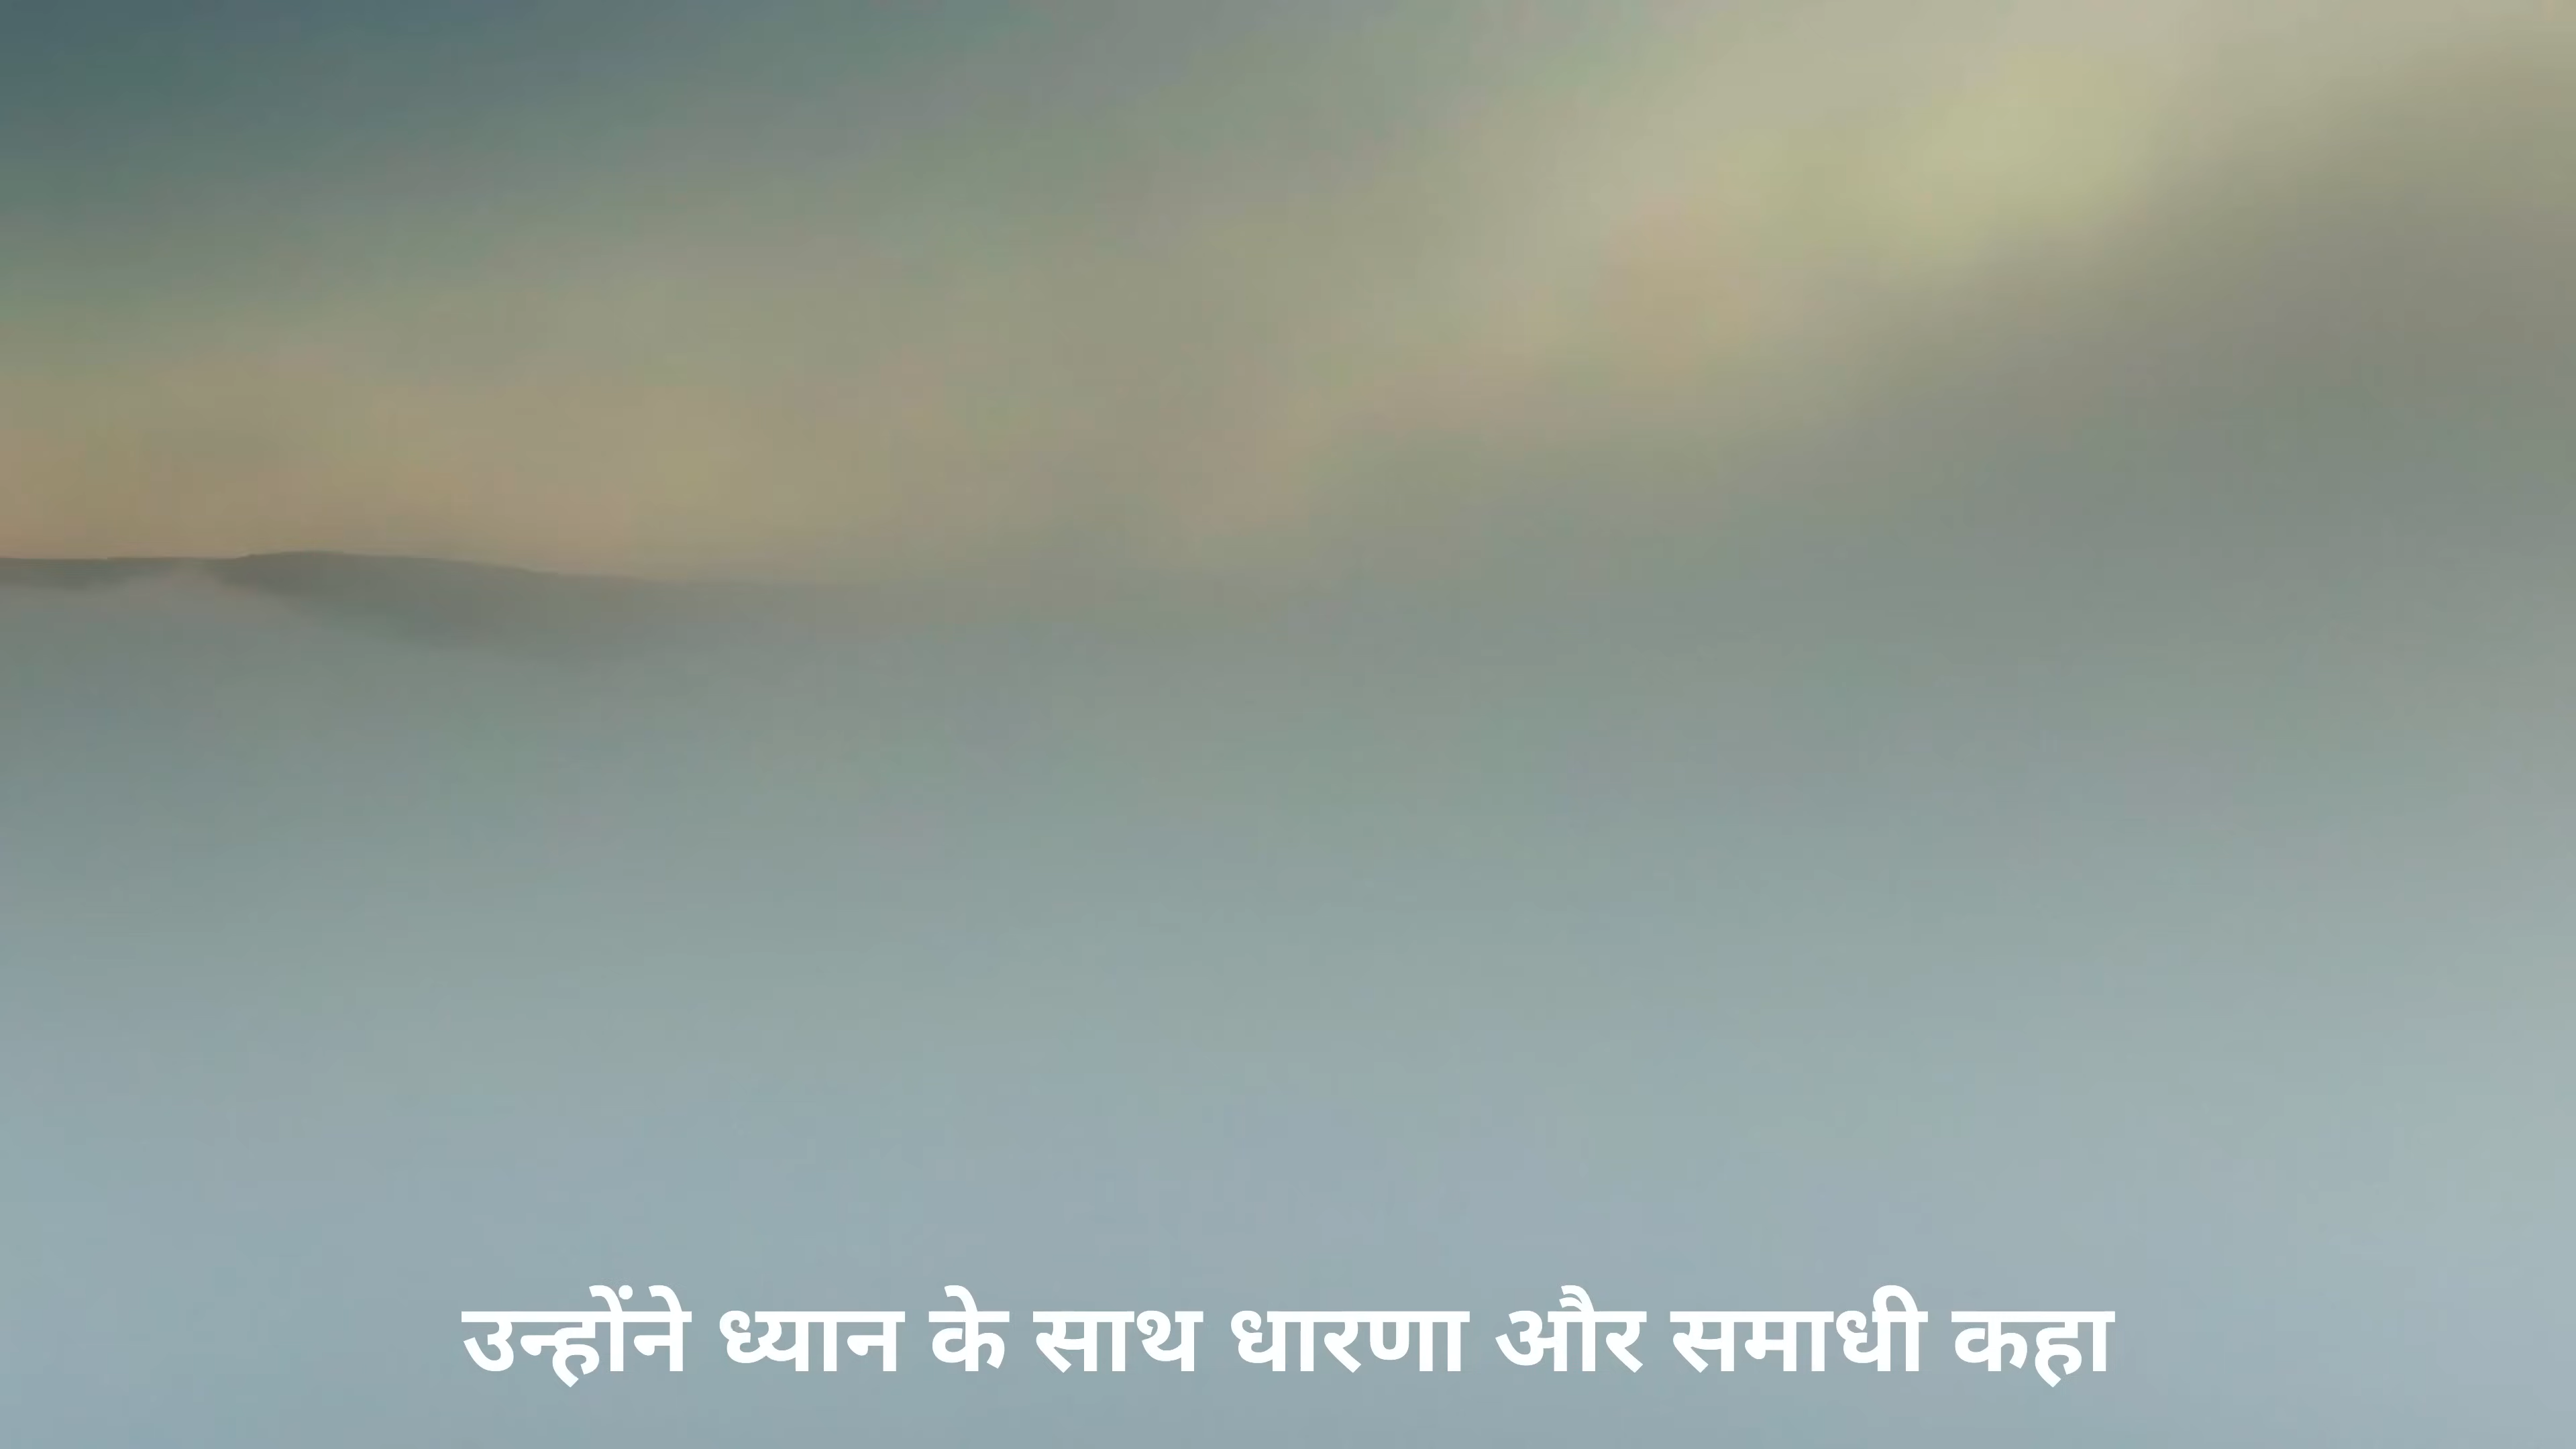 उन्होंने ध्यान के साथ धारणा और समाधी कहा